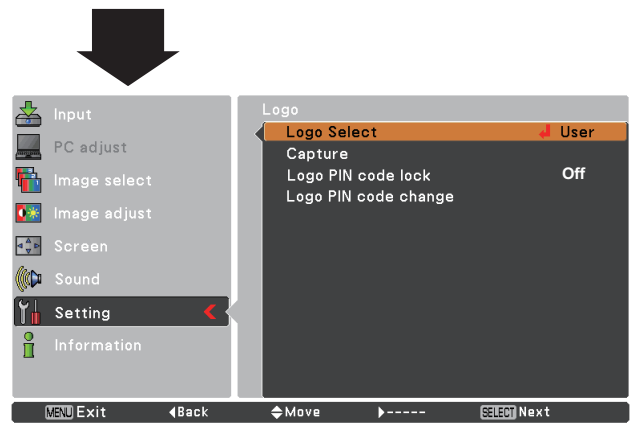 Input
PC adjust
Image select
Image adjust
Screen
Sound
Setting
Information
Logo
Logo Select User
Capture
Logo PIN code lock Off
Logo PIN code change
MENU Exit Back Move ----- SELECT Next